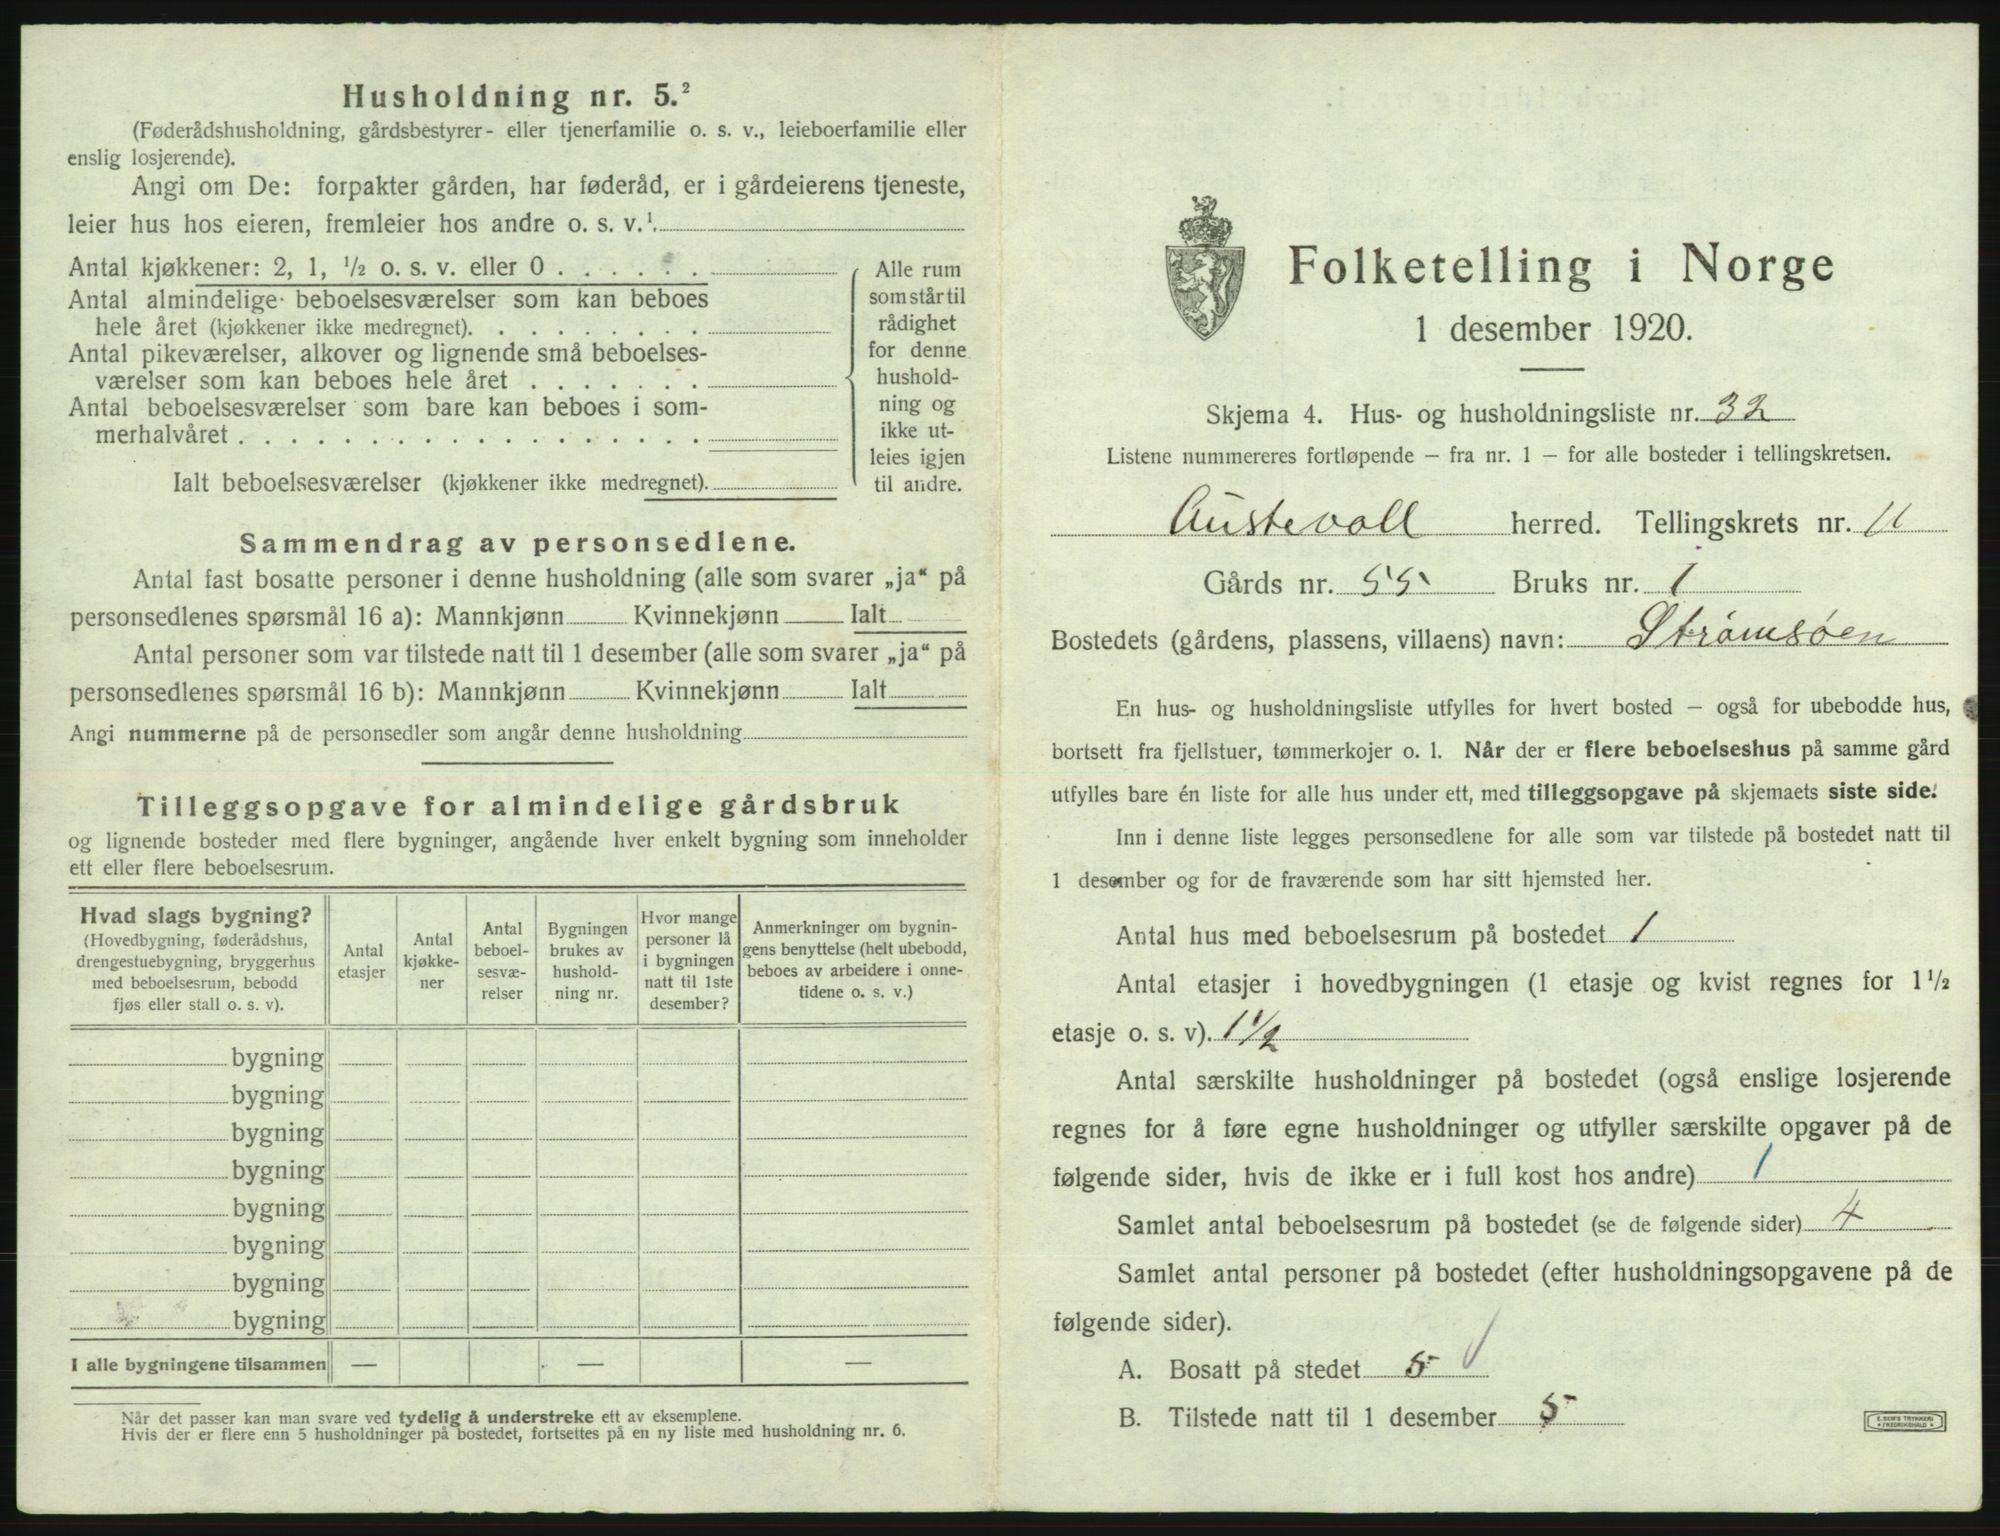 Husholdning nr. 5.²
(Føderådshusholdning, gårdsbestyrer- eller tjenerfamilie o. s. v., leieboerfamilie eller
enslig losjerende).
Angi om De: forpakter gården, har føderåd, er i gårdeierens tjeneste,
leier hus hos eieren, fremleier hos andre o. s. v.¹
Antal kjøkkener: 2, 1, ½ o. s. v. eller 0 . . . . . .
Antal almindelige beboelsesværelser som kan beboes
hele året (kjøkkener ikke medregnet). . . . . . . . .
Antal pikeværelser, alkover og lignende små beboelses-
værelser som kan beboes hele året . . . . . . .
Antal beboelsesværelser som bare kan beboes i som-
merhalvåret . . . . . . . . . . . . . . . . . .
Ialt beboelsesværelser (kjøkkener ikke medregnet).
Alle rum
som står til
rådighet
for denne
hushold-
ning og
ikke ut-
leies igjen
til andre.
Sammendrag av personsedlene.
Antal fast bosatte personer i denne husholdning (alle som svarer „ja“ på
personsedlenes spørsmål 16 a): Mannkjønn Kvinnekjønn Ialt
Antal personer som var tilstede natt til 1 desember (alle som svarer „ja“ på
personsedlenes spørsmål 16 b): Mannkjønn Kvinnekjønn Ialt
Angi nummerne på de personsedler som angår denne husholdning
Tilleggsopgave for almindelige gårdsbruk
og lignende bosteder med flere bygninger, angående hver enkelt bygning som inneholder
ett eller flere beboelsesrum.
Hvad slags bygning?
(Hovedbygning, føderådshus,
drengestuebygning, bryggerhus
med beboelsesrum, bebodd
fjøs eller stall o. s. v).
Antal
etasjer
Antal
kjøkke-
ner
Antal
beboel-
sesvæ-
relser
Bygningen
brukes av
hushold-
ning nr.
Hvor mange
personer lå
i bygningen
natt til 1ste
desember?
Anmerkninger om bygnin-
gens benyttelse (helt ubebodd,
beboes av arbeidere i onne-
tidene o. s. v.)
bygning
bygning
bygning
bygning
bygning
bygning
bygning
bygning
I alle bygningene tilsammen — — —
Når det passer kan man svare ved tydelig å understreke ett av eksemplene.
Hvis der er flere enn 5 husholdninger på bostedet, fortsettes på en ny liste med husholdning nr. 6.
Folketelling i Norge
1 desember 1920.
Skjema 4. Hus- og husholdningsliste nr. 32
Listene nummereres fortløpende – fra nr. 1 – for alle bosteder i tellingskretsen.
Austevoll herred. Tellingskrets nr. 11
Gårds nr. 55 Bruks nr. 1
Bostedets (gårdens, plassens, villaens) navn: Strømsøen
En hus- og husholdningsliste utfylles for hvert bosted – også for ubebodde hus,
bortsett fra fjellstuer, tømmerkojer o. l. Når der er flere beboelseshus på samme gård
utfylles bare én liste for alle hus under ett, med tilleggsopgave på skjemaets siste side.
Inn i denne liste legges personsedlene for alle som var tilstede på bostedet natt til
1 desember og for de fraværende som har sitt hjemsted her.
Antal hus med beboelsesrum på bostedet 1
Antal etasjer i hovedbygningen (1 etasje og kvist regnes for 1½
etasje o. s. v). 1½
Antal særskilte husholdninger på bostedet (også enslige losjerende
regnes for å føre egne husholdninger og utfyller særskilte opgaver på de
følgende sider, hvis de ikke er i full kost hos andre) 1
Samlet antal beboelsesrum på bostedet (se de følgende sider) 4
Samlet antal personer på bostedet (efter husholdningsopgavene på de
følgende sider).
A. Bosatt på stedet 5
B. Tilstede natt til 1 desember 5
E. SEM'S TRYKKERI
FREDRIKSHALD